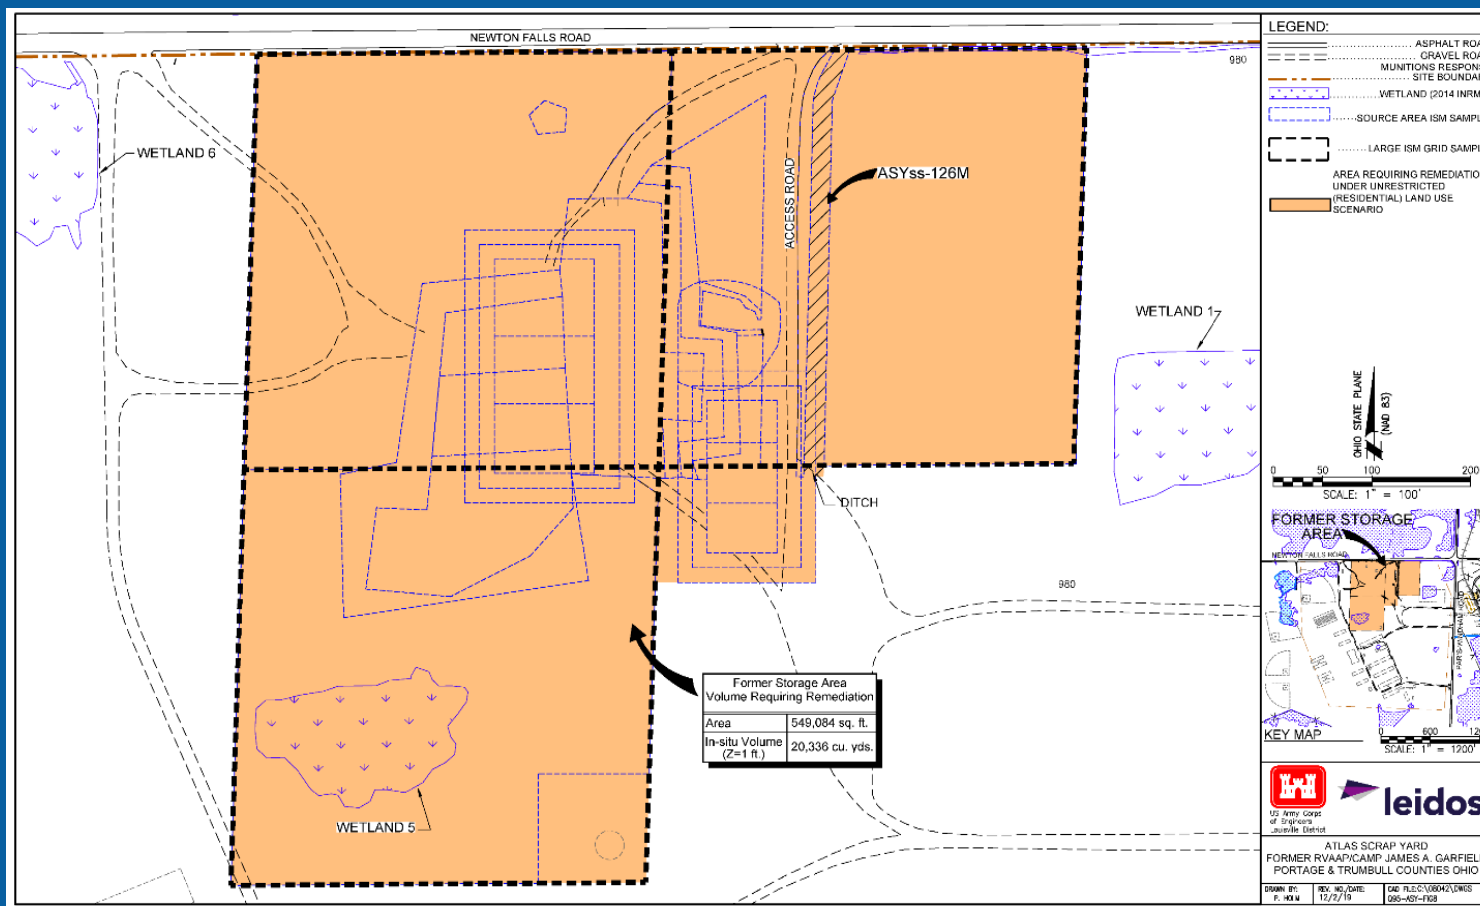 NEWTON FALLS ROAD
980
WETLAND 6
ACCESS ROAD
ASYss-126M
WETLAND 1
DITCH
980
Former Storage Area
Volume Requiring Remediation
Area 549,084 sq. ft.
In-situ Volume (Z=1 ft.) 20,336 cu. yds.
WETLAND 5
LEGEND:
ASPHALT ROA
GRAVEL ROA
MUNITIONS RESPONS
SITE BOUNDAR
WETLAND (2014 INRM
SOURCE AREA ISM SAMPL
LARGE ISM GRID SAMPL
AREA REQUIRING REMEDIATIO
UNDER UNRESTRICTED
(RESIDENTIAL) LAND USE
SCENARIO
OHIO STATE PLANE
(NAD 83)
0 50 100 200
SCALE: 1" = 100'
FORMER STORAGE
AREA
NEWTON FALLS ROAD
KEY MAP
0 600 120
SCALE: 1" = 1200'
US Army Corps
of Engineers
Louisville District
leidos
ATLAS SCRAP YARD
FORMER RVAAP/CAMP JAMES A. GARFIEL
PORTAGE & TRUMBULL COUNTIES OHIO
DRAWN BY:
P. HOLM
REV. NO./DATE:
12/2/19
CAD FILE:C:\08042\DWGS